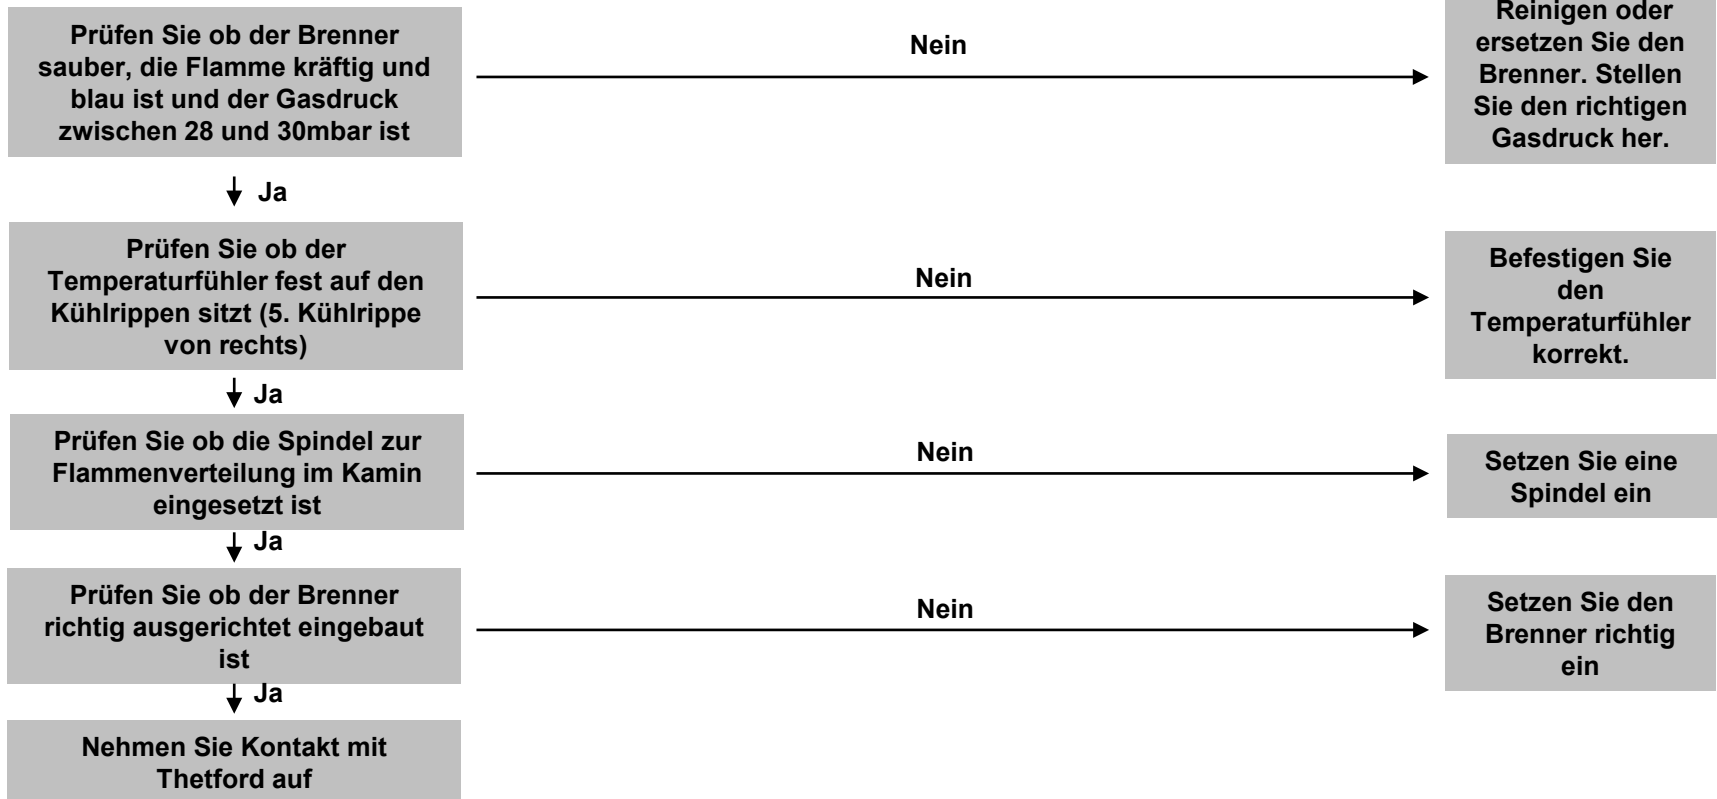 Prüfen Sie ob der Brenner
sauber, die Flamme kräftig und
blau ist und der Gasdruck
zwischen 28 und 30mbar ist
Nein
Reinigen oder
ersetzen Sie den
Brenner. Stellen
Sie den richtigen
Gasdruck her.
Ja
Prüfen Sie ob der
Temperaturfühler fest auf den
Kühlrippen sitzt (5. Kühlrippe
von rechts)
Nein
Befestigen Sie
den
Temperaturfühler
korrekt.
Ja
Prüfen Sie ob die Spindel zur
Flammenverteilung im Kamin
eingesetzt ist
Nein
Setzen Sie eine
Spindel ein
Ja
Prüfen Sie ob der Brenner
richtig ausgerichtet eingebaut
ist
Nein
Setzen Sie den
Brenner richtig
ein
Ja
Nehmen Sie Kontakt mit
Thetford auf